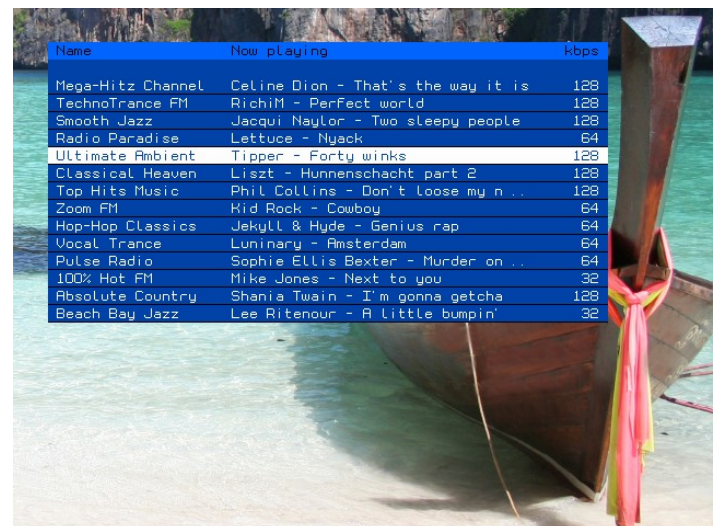 Name Now playing kbps
Mega-Hitz Channel Celine Dion - That's the way it is 128
TechnoTrance FM RichiM - Perfect world 128
Smooth Jazz Jacqui Naylor - Two sleepy people 128
Radio Paradise Lettuce - Nyack 64
Ultimate Ambient Tipper - Forty winks 128
Classical Heaven Liszt - Hunnenschacht part 2 128
Top Hits Music Phil Collins - Don't loose my n .. 128
Zoom FM Kid Rock - Cowboy 64
Hop-Hop Classics Jekyll & Hyde - Genius rap 64
Vocal Trance Luninary - Amsterdam 64
Pulse Radio Sophie Ellis Bexter - Murder on .. 64
100% Hot FM Mike Jones - Next to you 32
Absolute Country Shania Twain - I'm gonna getcha 128
Beach Bay Jazz Lee Ritenour - A little bumpin' 32